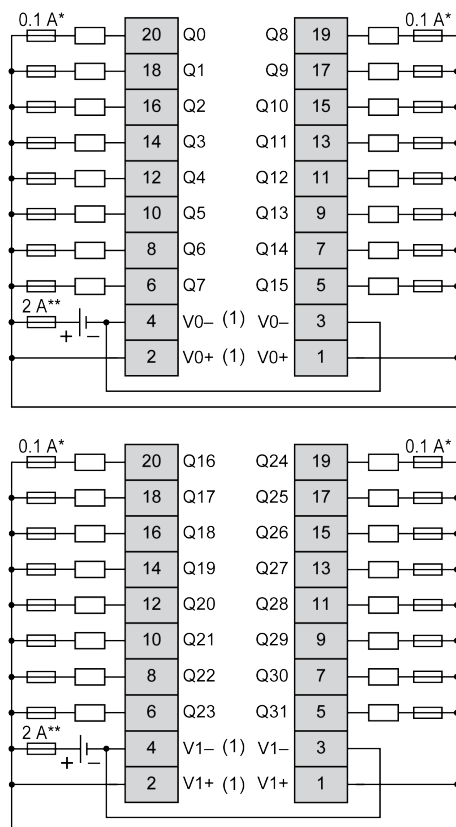 0.1 A* 20 Q0 Q8 19 0.1 A*
18 Q1 Q9 17
16 Q2 Q10 15
14 Q3 Q11 13
12 Q4 Q12 11
10 Q5 Q13 9
8 Q6 Q14 7
6 Q7 Q15 5
2 A** + − 4 V0− (1) V0− 3
2 V0+ (1) V0+ 1
0.1 A* 20 Q16 Q24 19 0.1 A*
18 Q17 Q25 17
16 Q18 Q26 15
14 Q19 Q27 13
12 Q20 Q28 11
10 Q21 Q29 9
8 Q22 Q30 7
6 Q23 Q31 5
2 A** + − 4 V1− (1) V1− 3
2 V1+ (1) V1+ 1